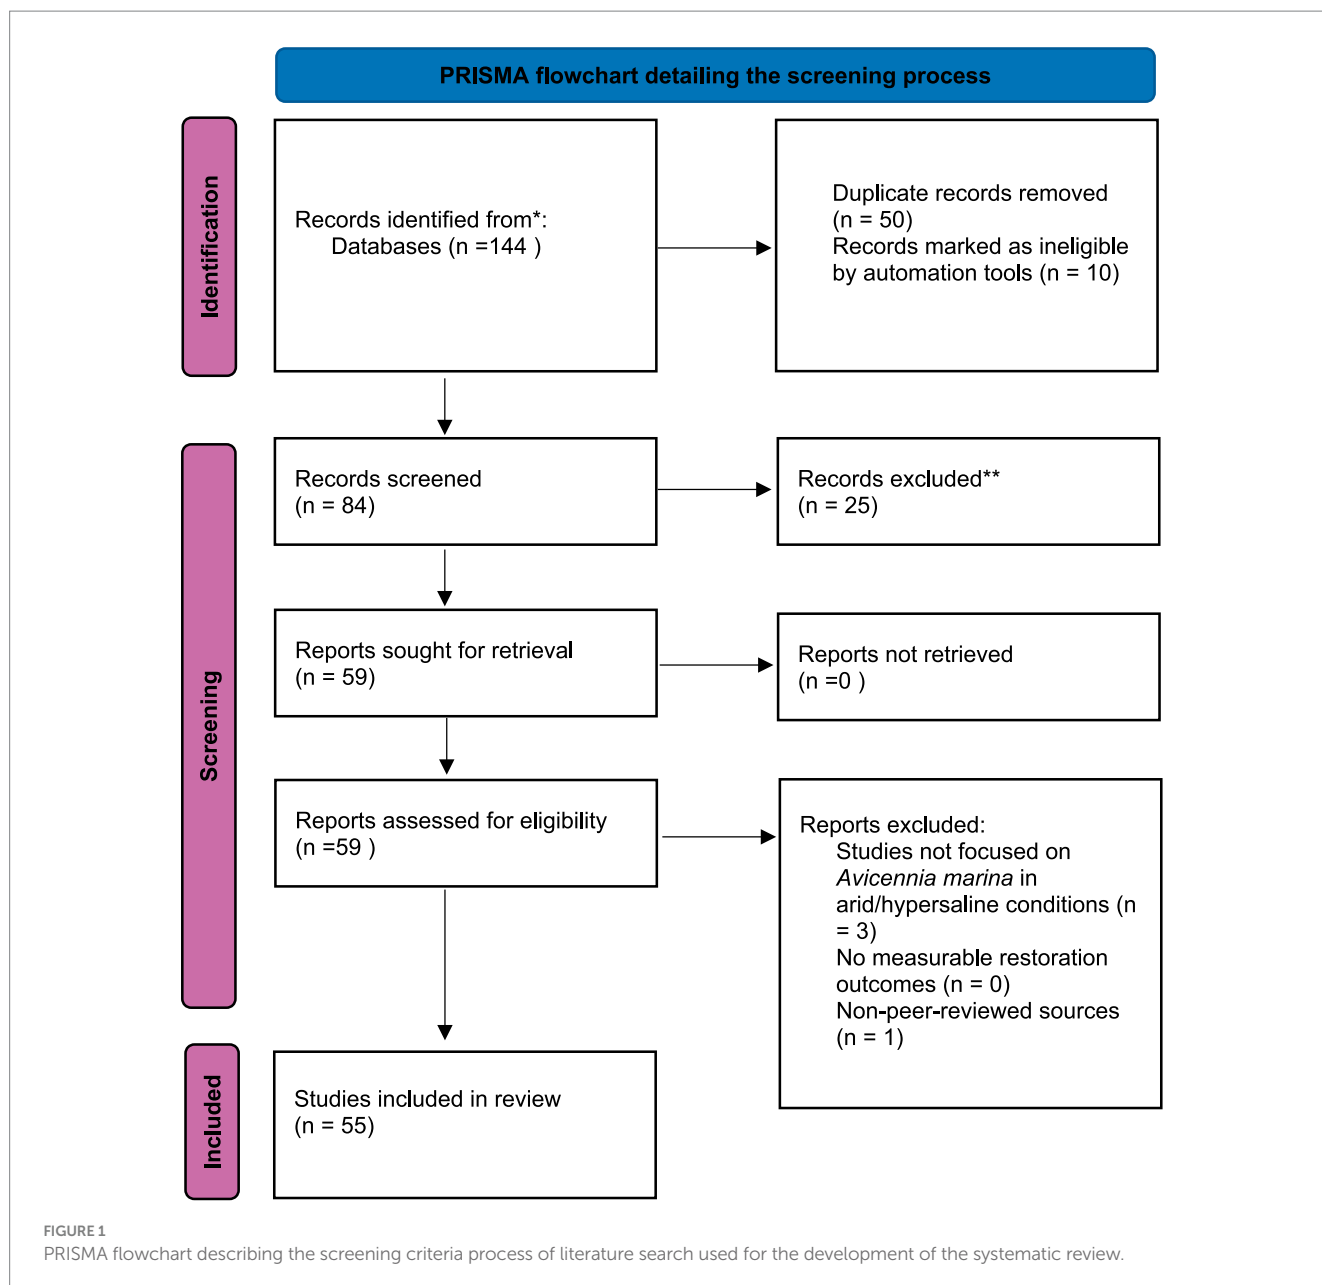 PRISMA flowchart detailing the screening process
Identification
Records identified from*:
Databases (n =144 )
Duplicate records removed
(n = 50)
Records marked as ineligible
by automation tools (n = 10)
Screening
Records screened
(n = 84)
Records excluded**
(n = 25)
Reports sought for retrieval
(n = 59)
Reports not retrieved
(n =0 )
Reports assessed for eligibility
(n =59 )
Reports excluded:
Studies not focused on
Avicennia marina in
arid/hypersaline conditions (n
= 3)
No measurable restoration
outcomes (n = 0)
Non-peer-reviewed sources
(n = 1)
Included
Studies included in review
(n = 55)
FIGURE 1
PRISMA flowchart describing the screening criteria process of literature search used for the development of the systematic review.